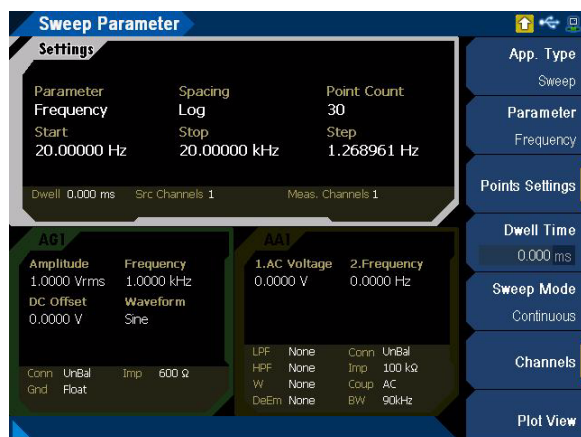 Sweep Parameter
Settings
Parameter Spacing Point Count
Frequency Log 30
Start Stop Step
20.00000 Hz 20.00000 kHz 1.268961 Hz
Dwell 0.000 ms Src Channels 1 Meas. Channels 1
AG1
Amplitude Frequency
1.0000 Vrms 1.0000 kHz
DC Offset Waveform
0.0000 V Sine
Conn UnBal Imp 600 Ω
Gnd Float
AA1
1.AC Voltage 2.Frequency
0.0000 V 0.0000 Hz
LPF None Conn UnBal
HPF None Imp 100 kΩ
W None Coup AC
DeEm None BW 90kHz
App. Type
Sweep
Parameter
Frequency
Points Settings
Dwell Time
0.000 ms
Sweep Mode
Continuous
Channels
Plot View